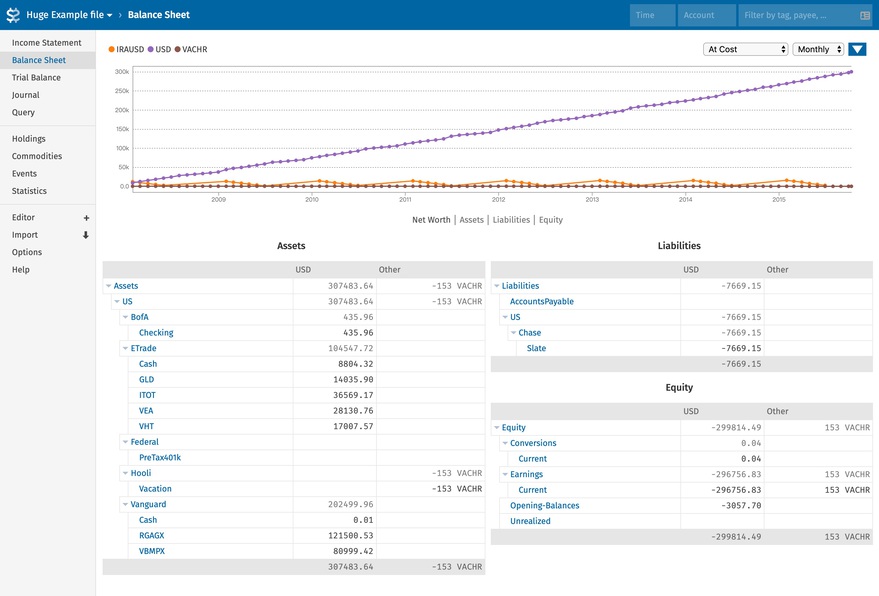 Huge Example file › Balance Sheet
Time
Account
Filter by tag, payee, ...
Income Statement
Balance Sheet
Trial Balance
Journal
Query
Holdings
Commodities
Events
Statistics
Editor +
Import
Options
Help
IRAUSD USD VACHR
At Cost
Monthly
300k
250k
200k
150k
100k
50k
0.0
2009 2010 2011 2012 2013 2014 2015
Net Worth | Assets | Liabilities | Equity
Assets
USD Other
Assets 307483.64 -153 VACHR
US 307483.64 -153 VACHR
BofA 435.96
Checking 435.96
ETrade 104547.72
Cash 8804.32
GLD 14035.90
ITOT 36569.17
VEA 28130.76
VHT 17007.57
Federal
PreTax401k
Hooli -153 VACHR
Vacation -153 VACHR
Vanguard 202499.96
Cash 0.01
RGAGX 121500.53
VBMPX 80999.42
307483.64 -153 VACHR
Liabilities
USD Other
Liabilities -7669.15
AccountsPayable
US -7669.15
Chase -7669.15
Slate -7669.15
-7669.15
Equity
USD Other
Equity -299814.49 153 VACHR
Conversions 0.04
Current 0.04
Earnings -296756.83 153 VACHR
Current -296756.83 153 VACHR
Opening-Balances -3057.70
Unrealized
-299814.49 153 VACHR